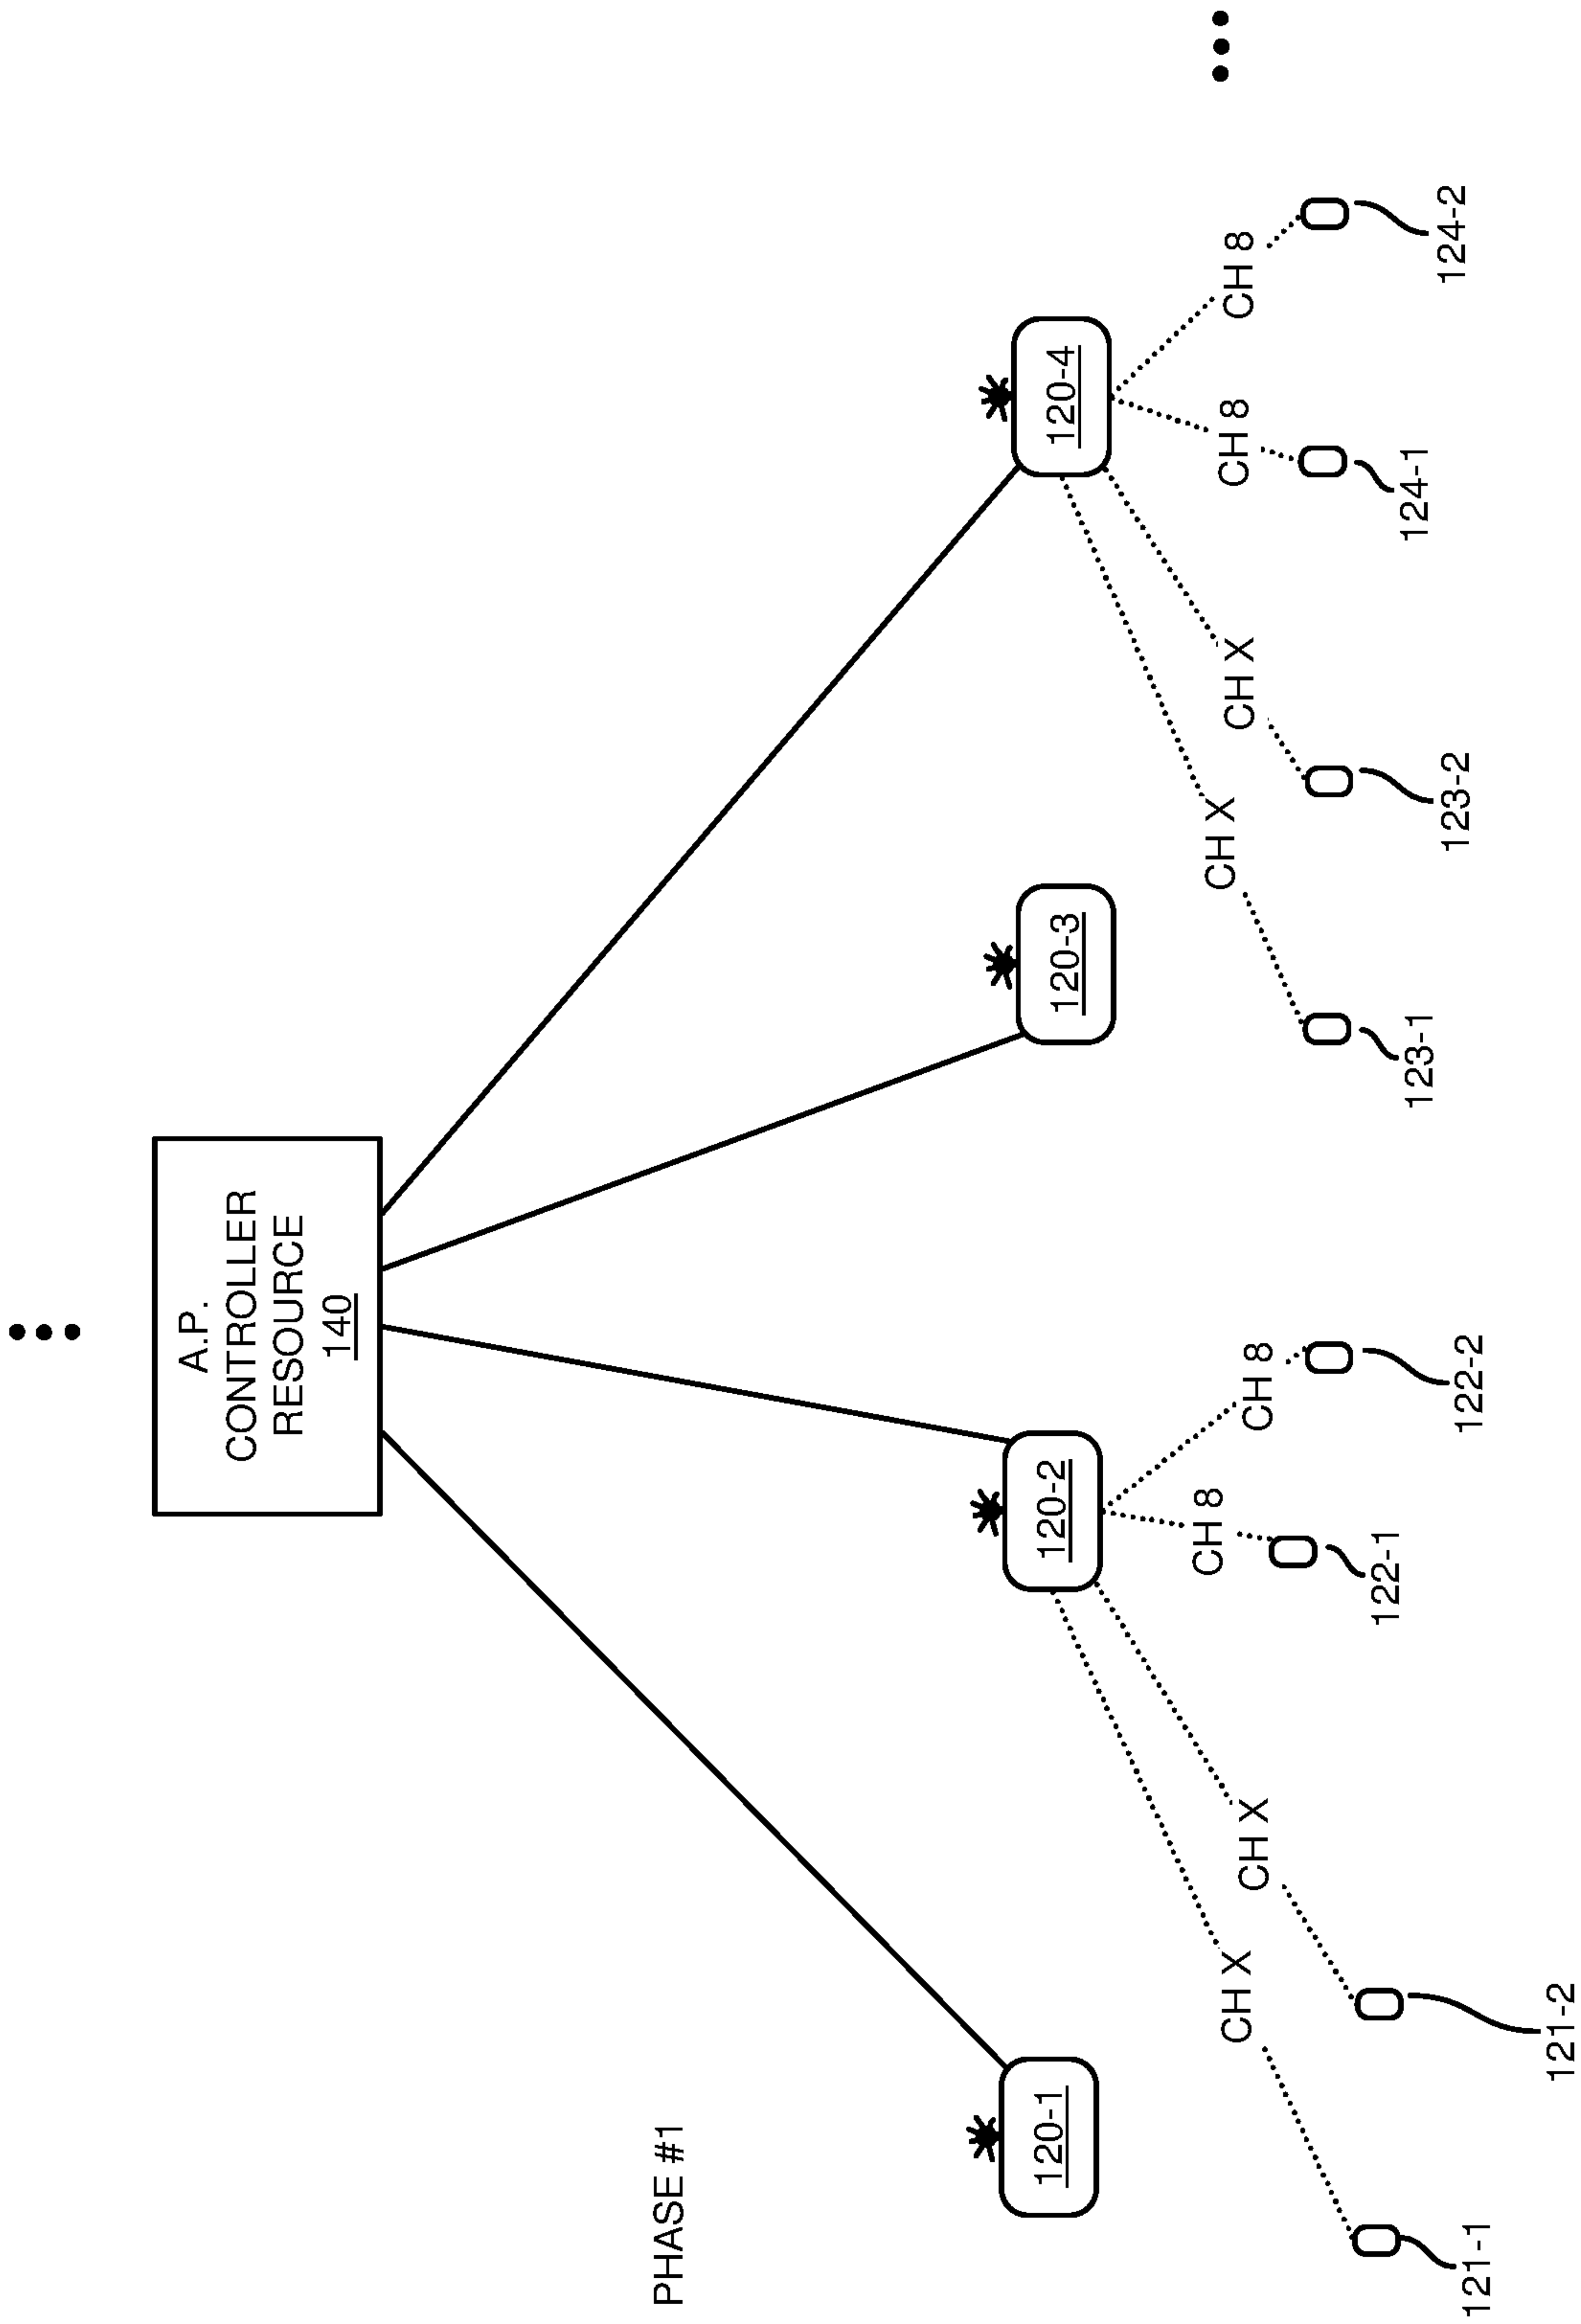 A.P.
CONTROLLER
RESOURCE
140
PHASE #1
120-1
120-2
120-3
120-4
CH X
CH X
CH 8
CH 8
CH X
CH X
CH 8
CH 8
121-1
121-2
122-1
122-2
123-1
123-2
124-1
124-2